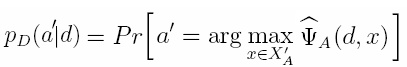 p_D(a'|d) = Pr[a' = arg max_{x∈X'_A} \widehat{Ψ}_A(d, x)]